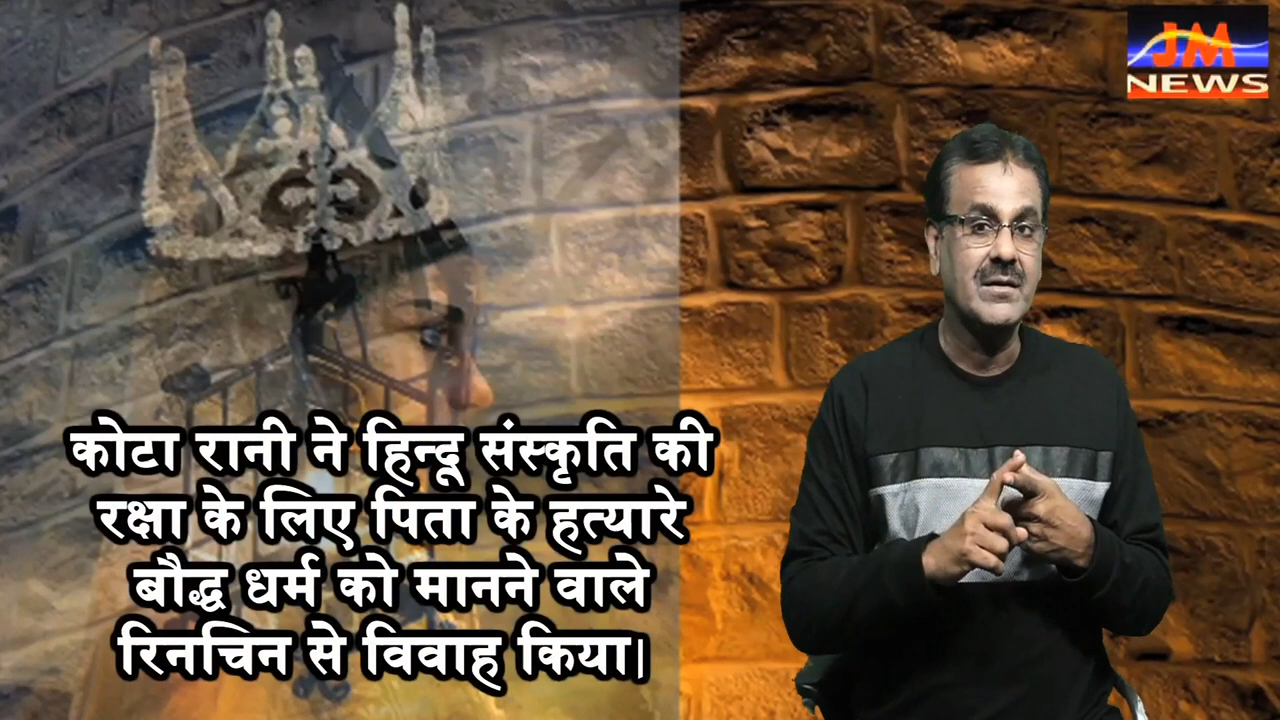 JM
NEWS
कोटा रानी ने हिन्दू संस्कृति की
रक्षा के लिए पिता के हत्यारे
बौद्ध धर्म को मानने वाले
रिनचिन से विवाह किया।